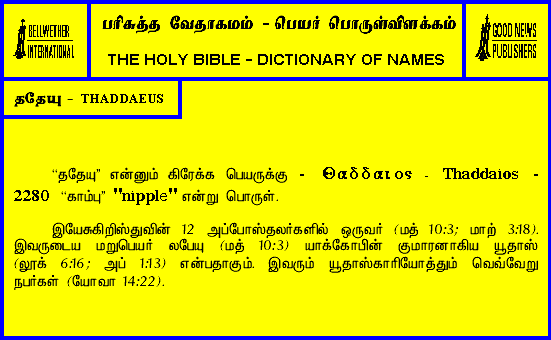 BELLWETHER
INTERNATIONAL
பரிசுத்த வேதாகமம் - பெயர் பொருள்விளக்கம்
THE HOLY BIBLE - DICTIONARY OF NAMES
GOOD NEWS
PUBLISHERS
ததேயு - THADDAEUS
“ததேயு” என்னும் கிரேக்க பெயருக்கு - Θαδδαιος - Thaddaios -
2280 “காம்பு” "nipple" என்று பொருள்.
இயேசுகிறிஸ்துவின் 12 அப்போஸ்தலர்களில் ஒருவர் (மத் 10:3; மாற் 3:18).
இவருடைய மறுபெயர் லபேயு (மத் 10:3) யாக்கோபின் குமாரனாகிய யூதாஸ்
(லூக் 6:16; அப் 1:13) என்பதாகும். இவரும் யூதாஸ்காரியோத்தும் வெவ்வேறு
நபர்கள் (யோவா 14:22).